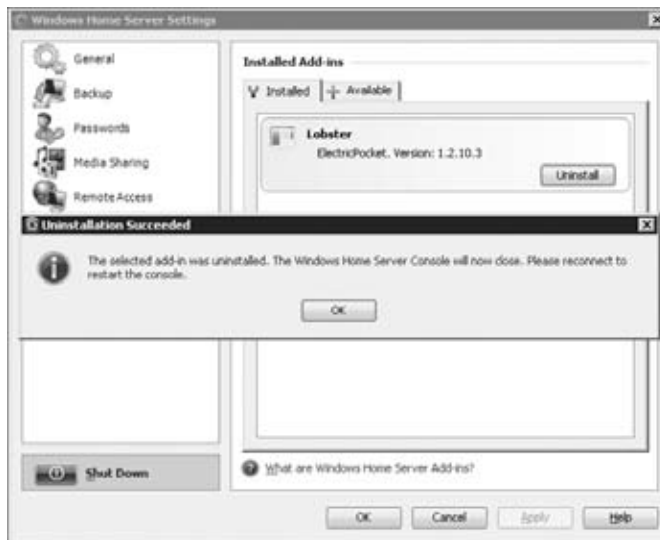 Windows Home Server Settings
General
Backup
Passwords
Media Sharing
Remote Access
Installed Add-ins
Installed
Available
Lobster
ElectricPocket, Version: 1.2.10.3
Uninstall
Uninstallation Succeeded
The selected add-in was uninstalled. The Windows Home Server Console will now close. Please reconnect to
restart the console.
OK
Shut Down
What are Windows Home Server Add-ins?
OK
Cancel
Apply
Help